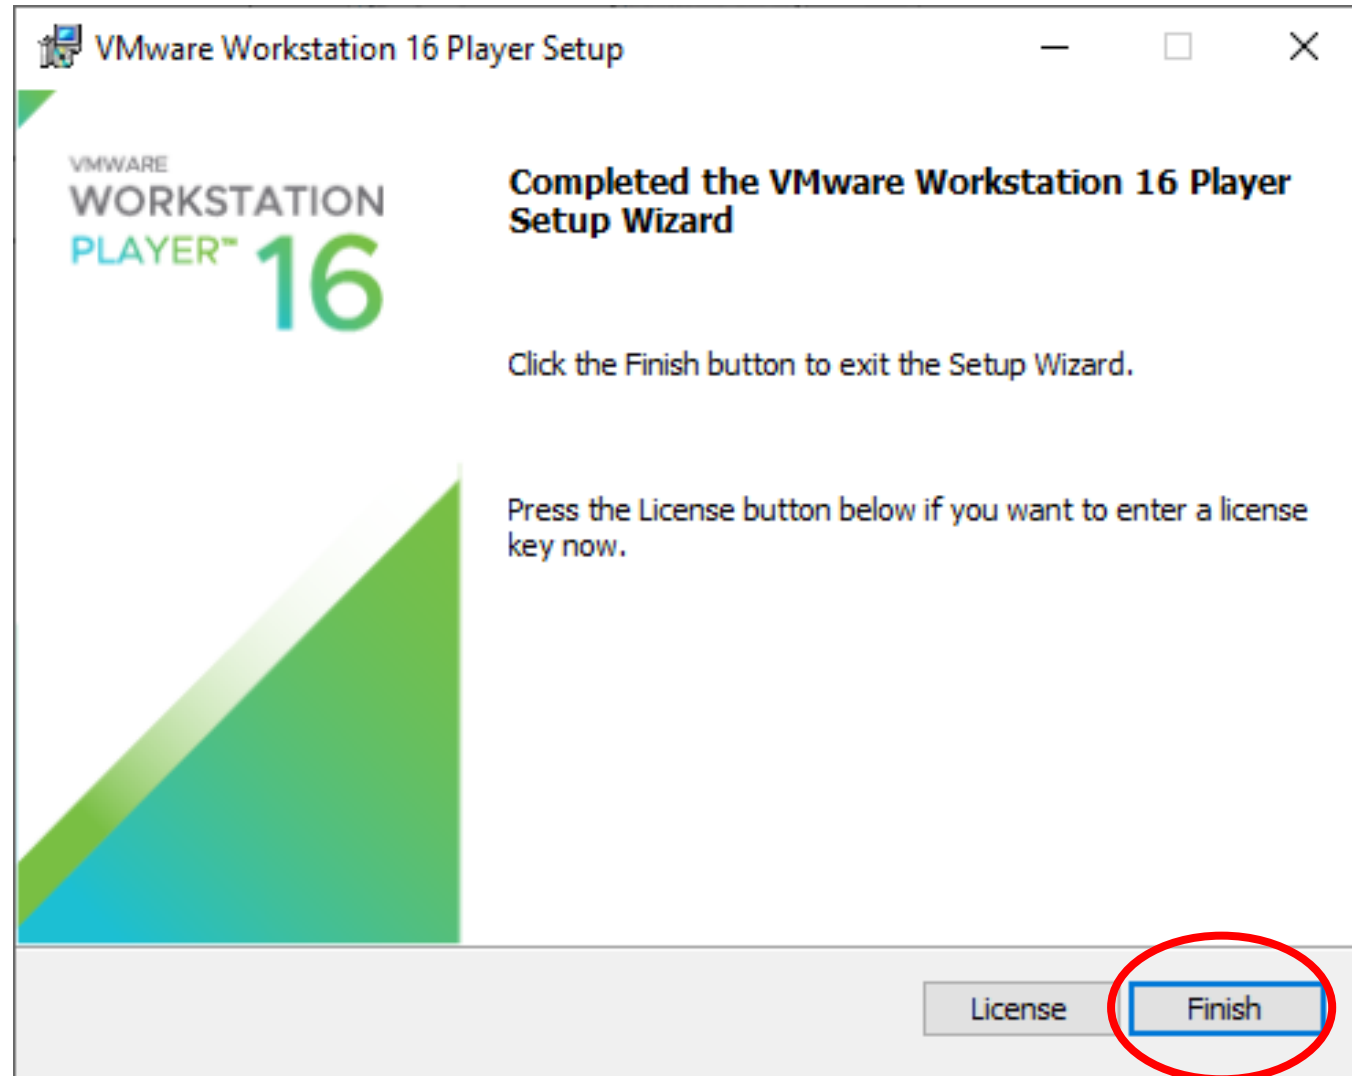 VMware Workstation 16 Player Setup
VMWARE
WORKSTATION
PLAYER™ 16
Completed the VMware Workstation 16 Player
Setup Wizard
Click the Finish button to exit the Setup Wizard.
Press the License button below if you want to enter a license
key now.
License
Finish